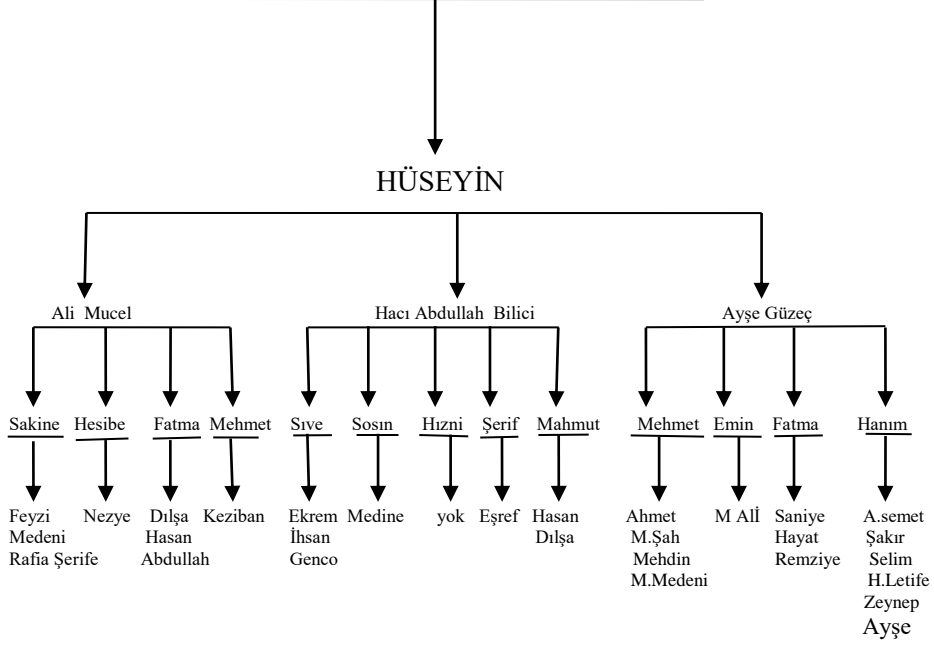 HÜSEYİN
Ali Mucel Hacı Abdullah Bilici Ayşe Güzeç
Sakine Hesibe Fatma Mehmet Sıve Sosın Hızni Şerif Mahmut Mehmet Emin Fatma Hanım
Feyzi Nezye Dılşa Keziban Ekrem Medine yok Eşref Hasan Ahmet M Alİ Saniye A.semet
Medeni Hasan İhsan Dılşa M.Şah Hayat Şakır
Rafia Şerife Abdullah Genco Mehdin Remziye Selim
M.Medeni H.Letife
Zeynep
Ayşe